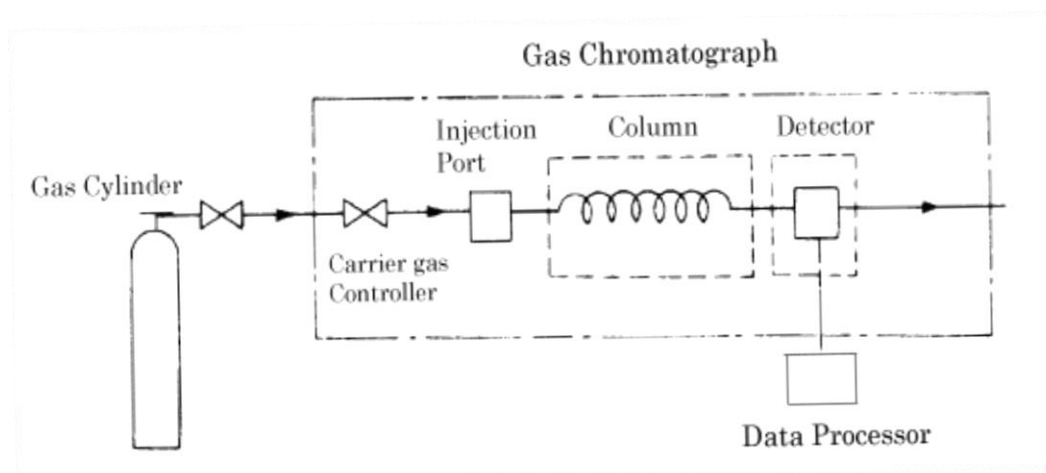 Gas Chromatograph
Injection
Port
Column
Detector
Gas Cylinder
Carrier gas
Controller
Data Processor